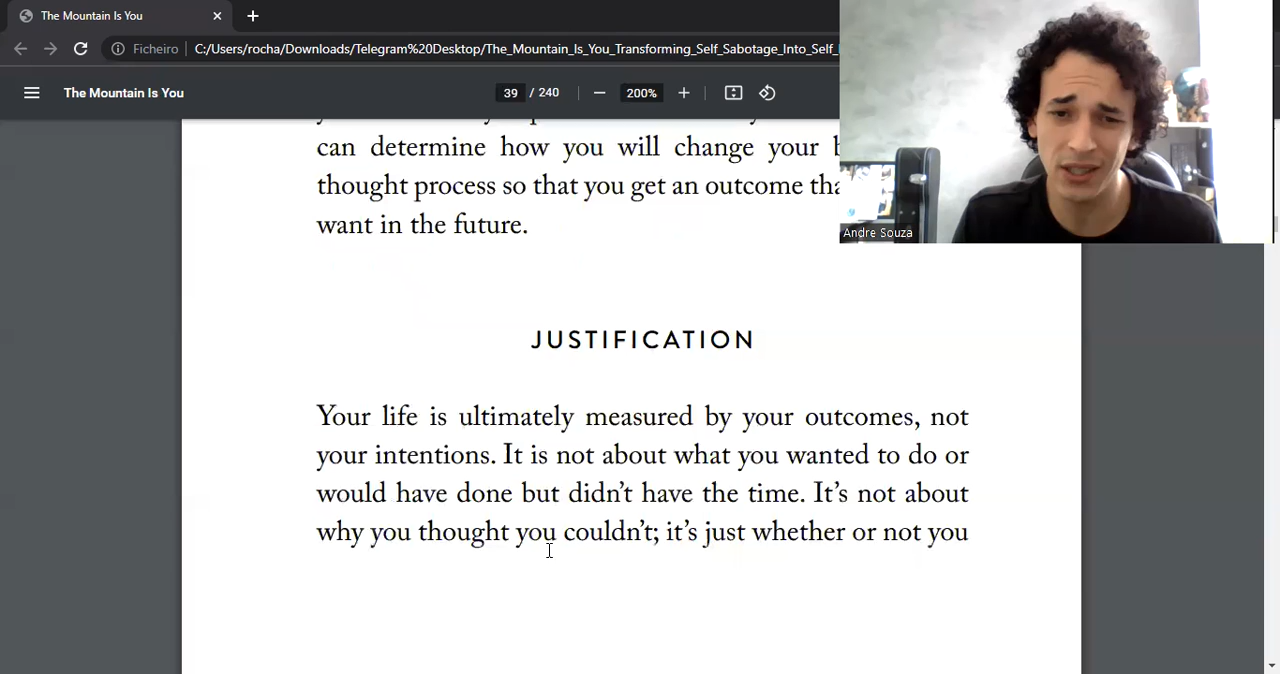 The Mountain Is You
Ficheiro C:/Users/rocha/Downloads/Telegram%20Desktop/The_Mountain_Is_You_Transforming_Self_Sabotage_Into_Self_
The Mountain Is You 39 / 240 200%
can determine how you will change your
thought process so that you get an outcome
want in the future.
Andre Souza
JUSTIFICATION
Your life is ultimately measured by your outcomes, not
your intentions. It is not about what you wanted to do or
would have done but didn't have the time. It's not about
why you thought you couldn't; it's just whether or not you